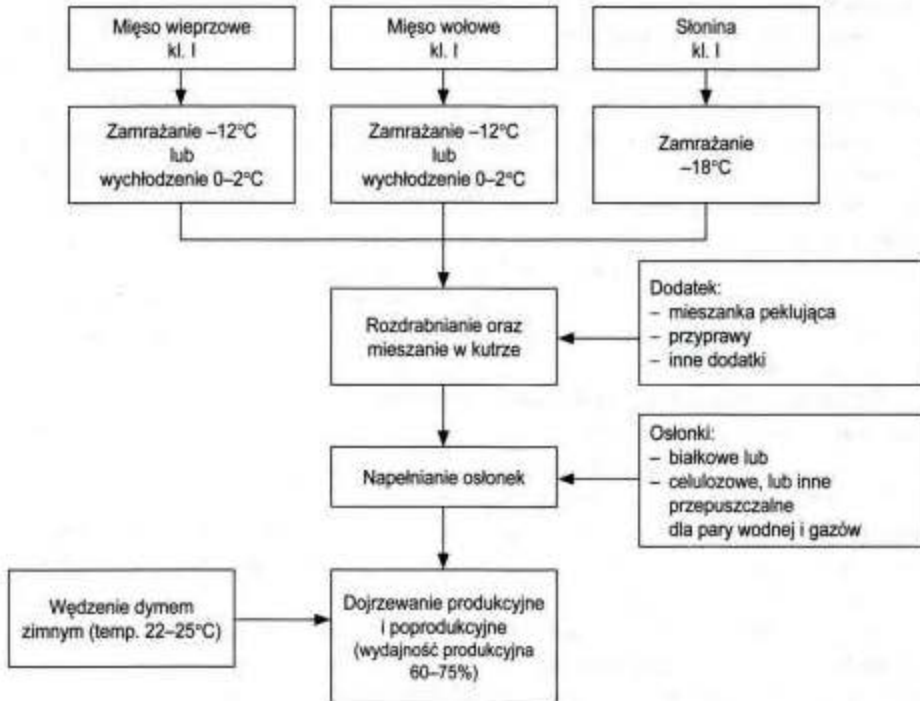 Mięso wieprzowe
kl. I
Mięso wołowe
kl. I
Słonina
kl. I
Zamrażanie –12°C
lub
wychłodzenie 0–2°C
Zamrażanie –12°C
lub
wychłodzenie 0–2°C
Zamrażanie
–18°C
Rozdrabnianie oraz
mieszanie w kutrze
Dodatek:
– mieszanka peklująca
– przyprawy
– inne dodatki
Napełnianie osłonek
Osłonki:
– białkowe lub
– celulozowe, lub inne
przepuszczalne
dla pary wodnej i gazów
Wędzenie dymem
zimnym (temp. 22–25°C)
Dojrzewanie produkcyjne
i poprodukcyjne
(wydajność produkcyjna
60–75%)